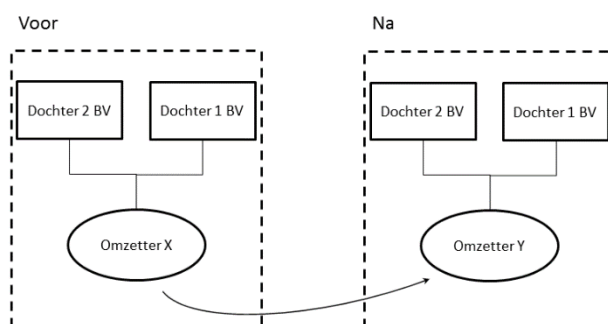 Voor
Na
Dochter 2 BV
Dochter 1 BV
Dochter 2 BV
Dochter 1 BV
Omzetter X
Omzetter Y